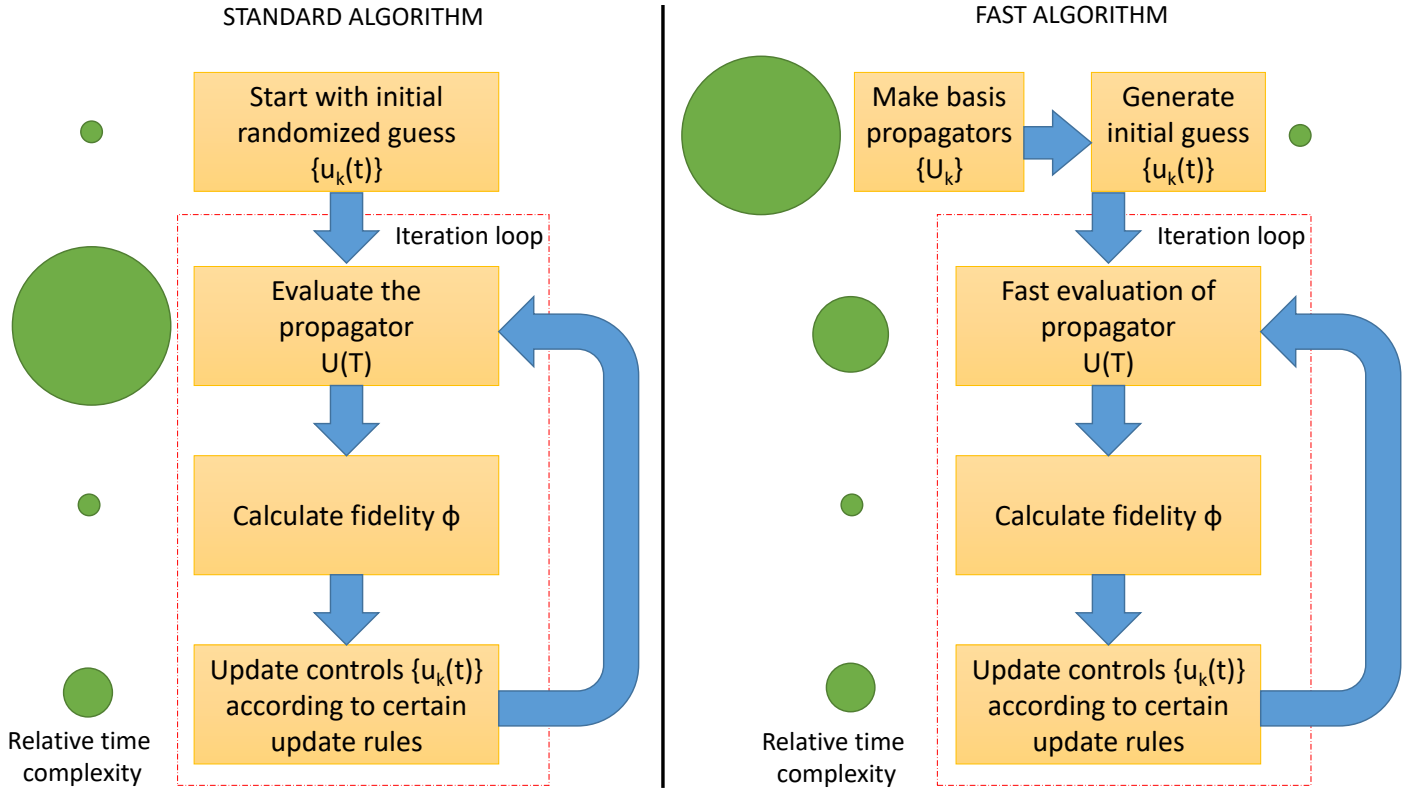 STANDARD ALGORITHM
Start with initial
randomized guess
{uₖ(t)}
Iteration loop
Evaluate the
propagator
U(T)
Calculate fidelity ϕ
Update controls {uₖ(t)}
according to certain
update rules
Relative time
complexity
FAST ALGORITHM
Make basis
propagators
{Uₖ}
Generate
initial guess
{uₖ(t)}
Iteration loop
Fast evaluation of
propagator
U(T)
Calculate fidelity ϕ
Update controls {uₖ(t)}
according to certain
update rules
Relative time
complexity